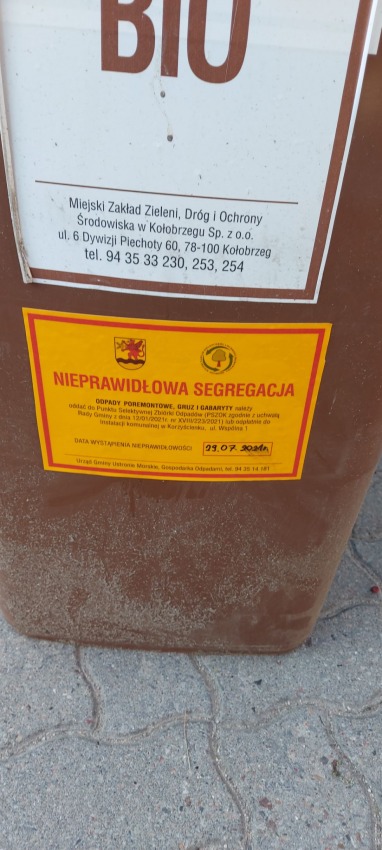 BIO
Miejski Zakład Zieleni, Dróg i Ochrony
Środowiska w Kołobrzegu Sp. z o.o.
ul. 6 Dywizji Piechoty 60, 78-100 Kołobrzeg
tel. 94 35 33 230, 253, 254
NIEPRAWIDŁOWA SEGREGACJA
ODPADY POREMONTOWE, GRUZ I GABARYTY należy
oddać do Punktu Selektywnej Zbiórki Odpadów (PSZOK zgodnie z uchwałą
Rady Gminy z dnia 12/01/2021r. nr XVIII/223/2021) lub odpłatnie do
instalacji komunalnej w Korzyścienku, ul. Wspólna 1
DATA WYSTĄPIENIA NIEPRAWIDŁOWOŚCI 29.07.2021r.
Urząd Gminy Ustronie Morskie, Gospodarka Odpadami, tel. 94 35 14 181